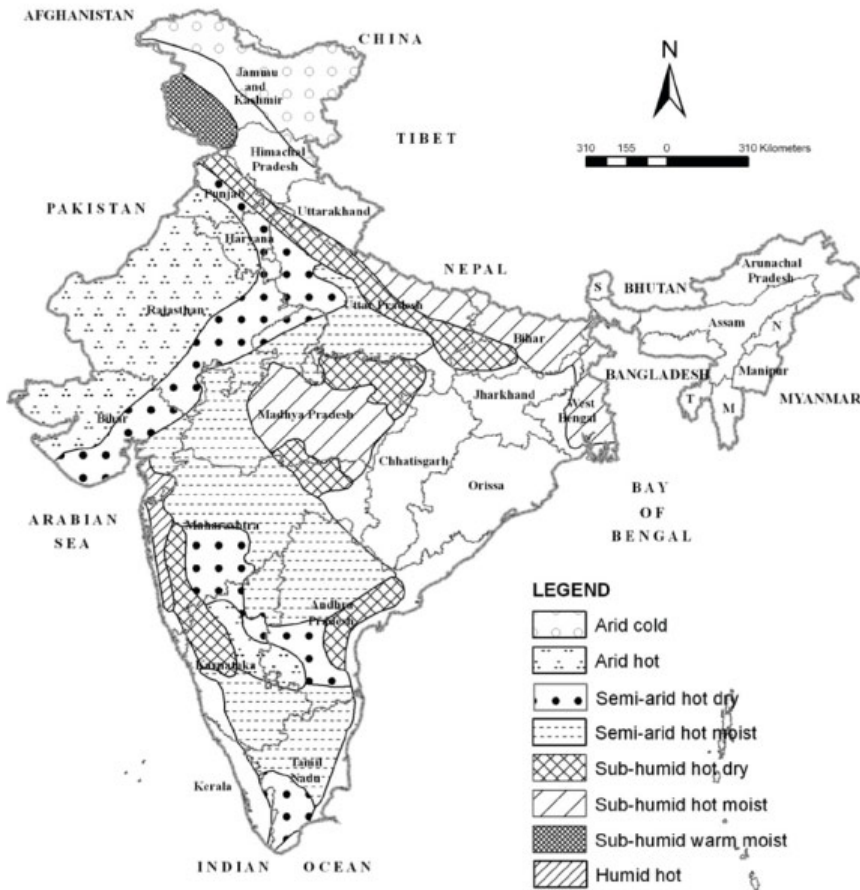 AFGHANISTAN
CHINA
N
Jammu
and
Kashmir
TIBET
310 155 0 310 Kilometers
Himachal
Pradesh
PAKISTAN
Punjab
Uttarakhand
Haryana
NEPAL
Arunachal
Pradesh
S
BHUTAN
Rajasthan
Uttar Pradesh
Assam
N
Bihar
BANGLADESH
Manipur
Jharkhand
West
Bengal
T
M
MYANMAR
Bihar
Madhya Pradesh
Chhatisgarh
Orissa
ARABIAN
SEA
BAY
OF
BENGAL
Maharashtra
Andhra
Pradesh
Karnataka
Tamil
Nadu
Kerala
INDIAN OCEAN
LEGEND
Arid cold
Arid hot
Semi-arid hot dry
Semi-arid hot moist
Sub-humid hot dry
Sub-humid hot moist
Sub-humid warm moist
Humid hot